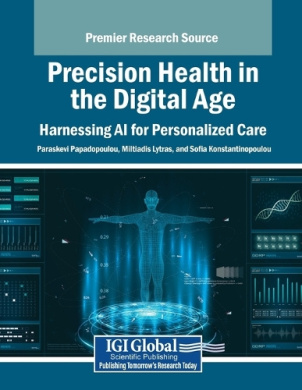 Premier Research Source
Precision Health in
the Digital Age
Harnessing AI for Personalized Care
Paraskevi Papadopoulou, Miltiadis Lytras, and Sofia Konstantinopoulou
IGI Global
Scientific Publishing
Publishing Tomorrow's Research Today